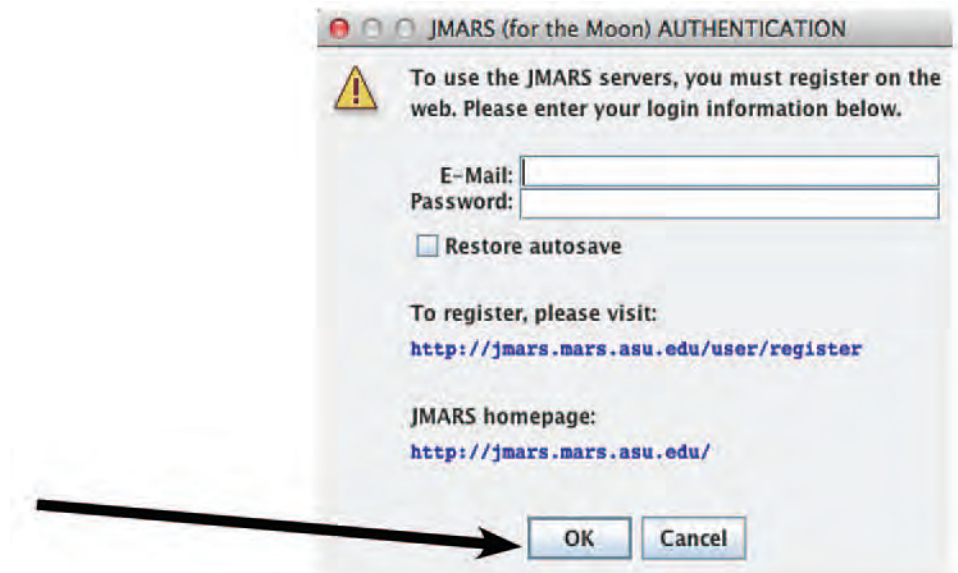 JMARS (for the Moon) AUTHENTICATION
To use the JMARS servers, you must register on the
web. Please enter your login information below.
E-Mail:
Password:
Restore autosave
To register, please visit:
http://jmars.mars.asu.edu/user/register
JMARS homepage:
http://jmars.mars.asu.edu/
OK Cancel